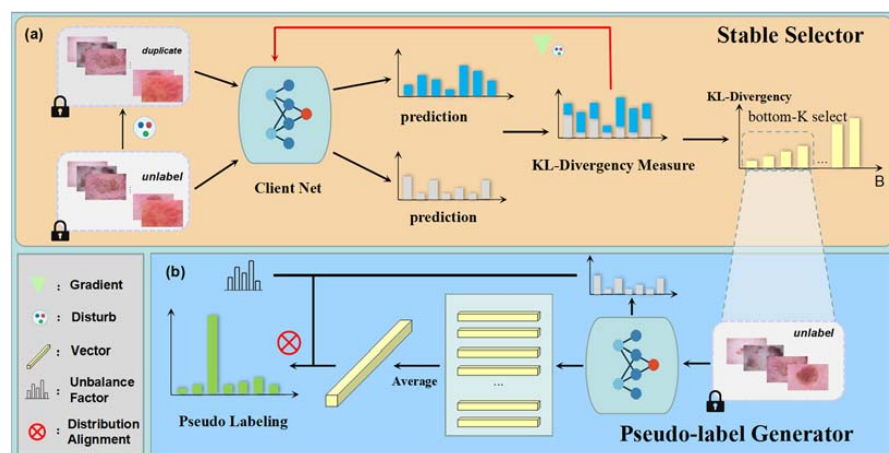 (a)
Stable Selector
duplicate
unlabel
Client Net
prediction
prediction
KL-Divergency Measure
KL-Divergency
bottom-K select
...
B
(b)
: Gradient
: Disturb
: Vector
: Unbalance
Factor
: Distribution
Alignment
Pseudo Labeling
Average
...
unlabel
Pseudo-label Generator